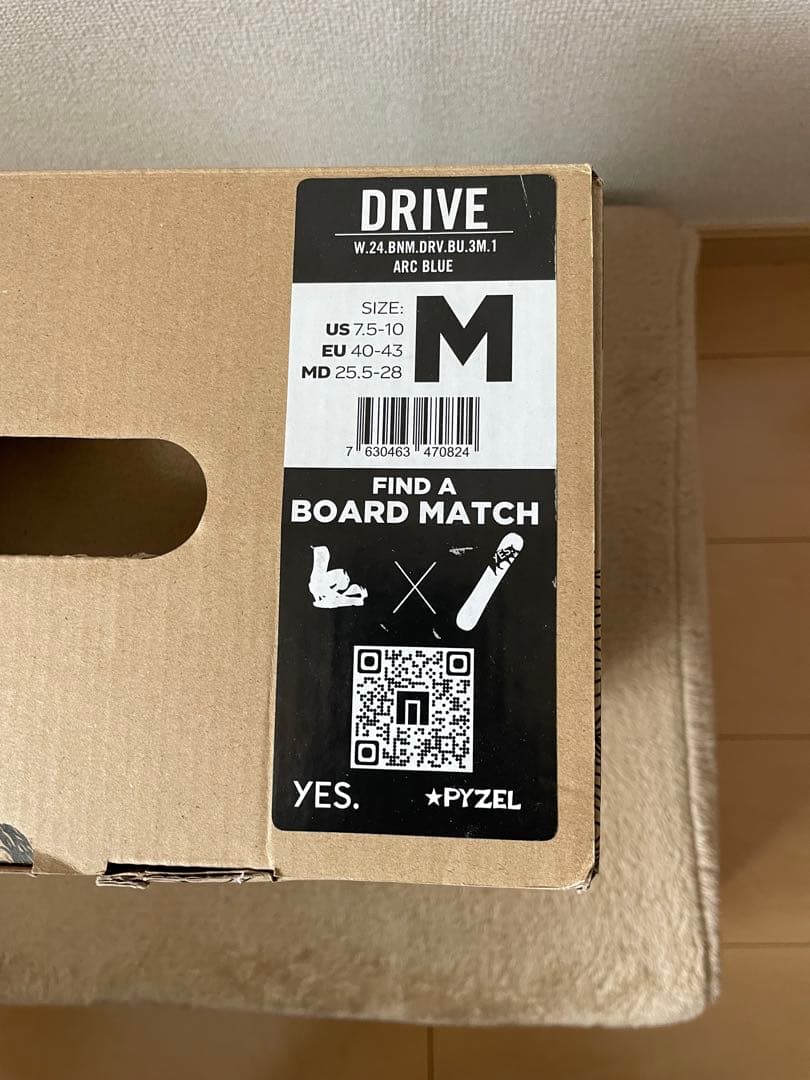 DRIVE
W.24.BNM.DRV.BU.3M.1
ARC BLUE
SIZE:
US 7.5-10
EU 40-43
MD 25.5-28
M
7 630463 470824
FIND A
BOARD MATCH
YES.
YES.
★PYZEL